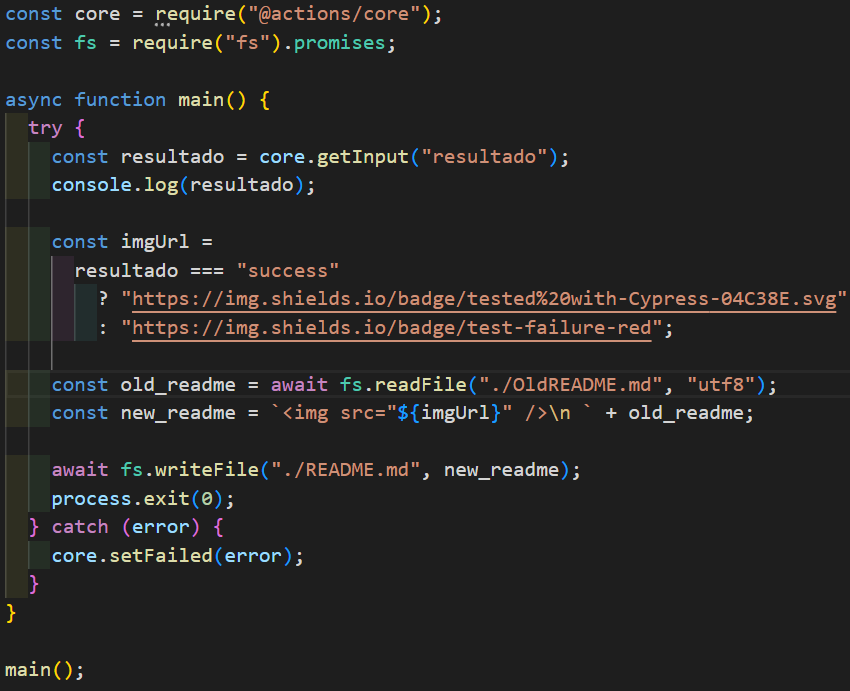 const core = require("@actions/core");
const fs = require("fs").promises;
async function main() {
try {
const resultado = core.getInput("resultado");
console.log(resultado);
const imgUrl =
resultado === "success"
? "https://img.shields.io/badge/tested%20with-Cypress-04C38E.svg"
: "https://img.shields.io/badge/test-failure-red";
const old_readme = await fs.readFile("./OldREADME.md", "utf8");
const new_readme = `<img src="${imgUrl}" />\n ` + old_readme;
await fs.writeFile("./README.md", new_readme);
process.exit(0);
} catch (error) {
core.setFailed(error);
}
}
main();